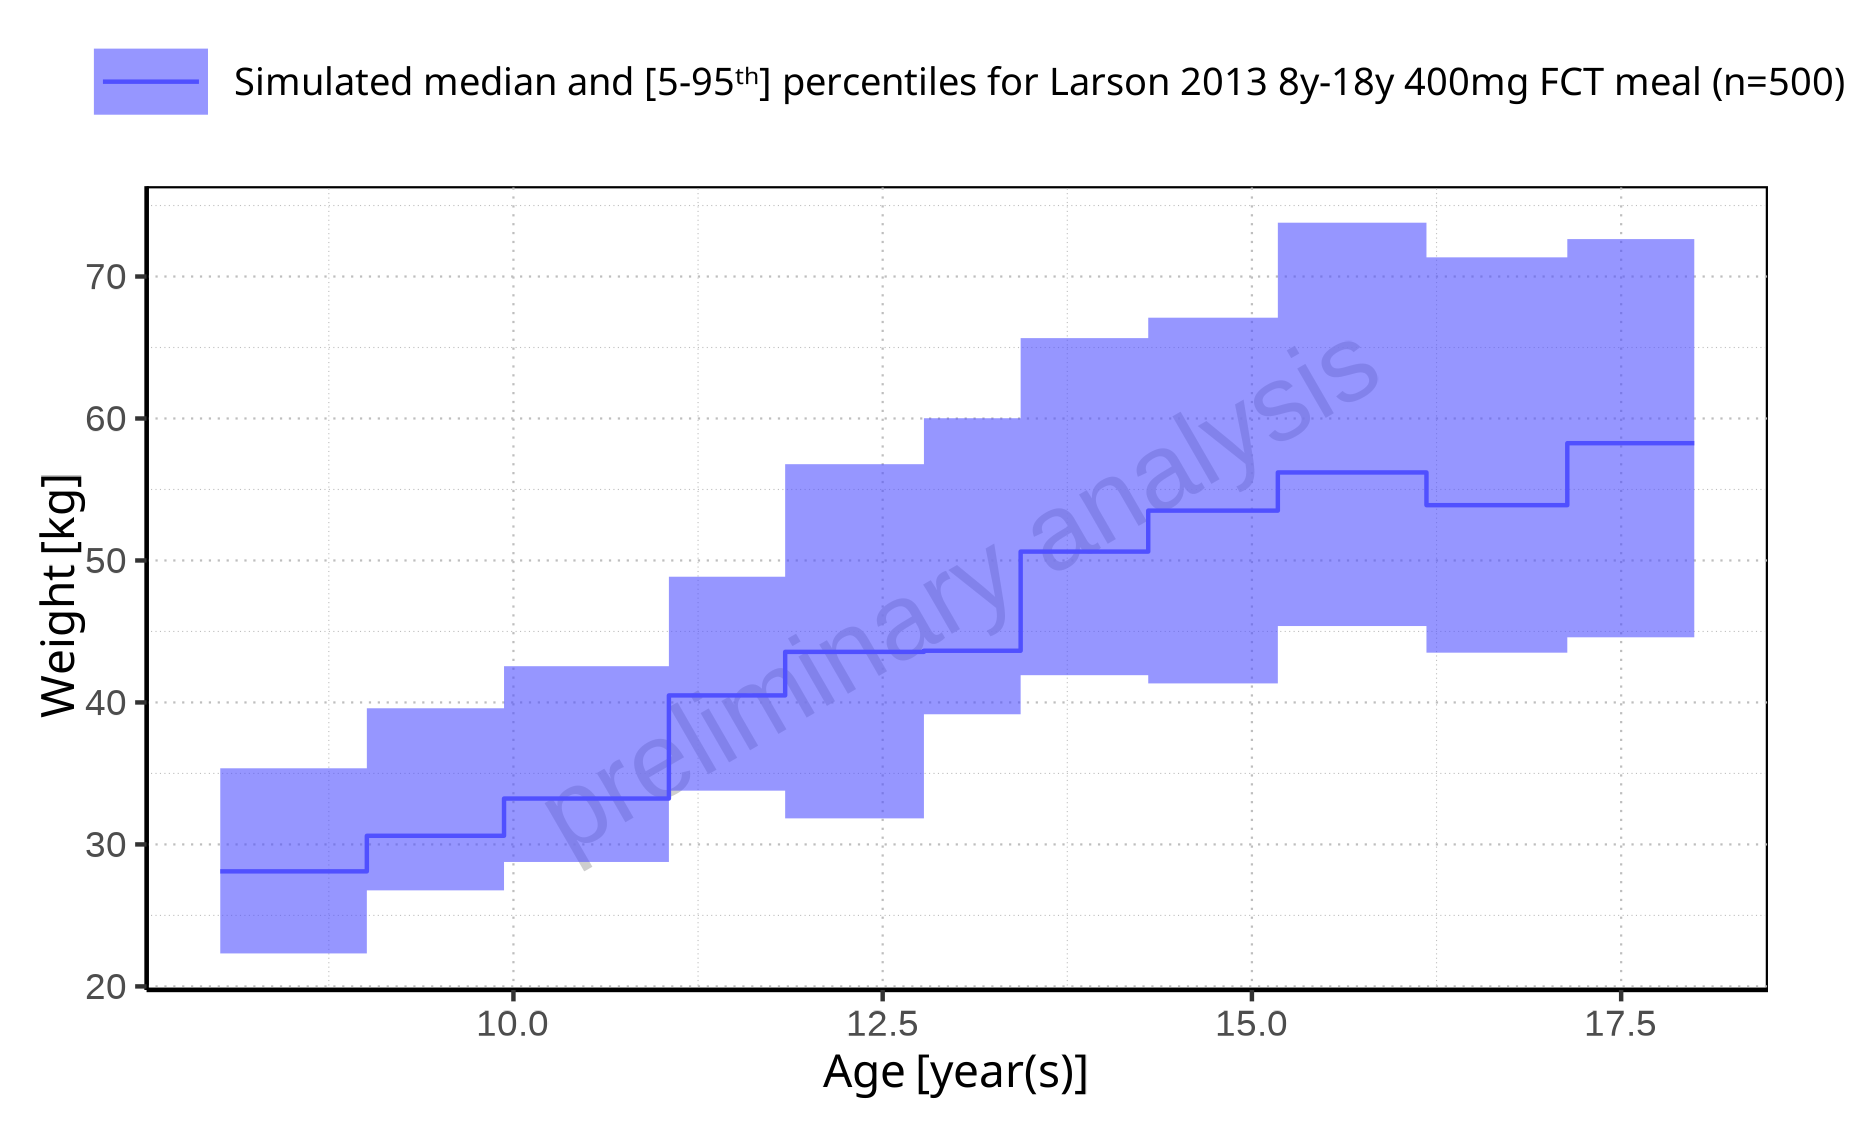 Simulated median and [5-95ᵗʰ] percentiles for Larson 2013 8y-18y 400mg FCT meal (n=500)
70
60
50
40
30
20
Weight [kg]
preliminary analysis
10.0 12.5 15.0 17.5
Age [year(s)]